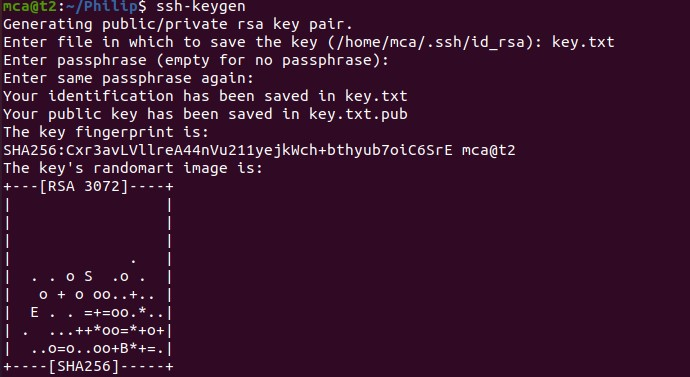 mca@t2:~/Philip$ ssh-keygen
Generating public/private rsa key pair.
Enter file in which to save the key (/home/mca/.ssh/id_rsa): key.txt
Enter passphrase (empty for no passphrase):
Enter same passphrase again:
Your identification has been saved in key.txt
Your public key has been saved in key.txt.pub
The key fingerprint is:
SHA256:Cxr3avLVllreA44nVu211yejkWch+bthyub7oiC6SrE mca@t2
The key's randomart image is:
+---[RSA 3072]----+
|                 |
|                 |
|                 |
|             .   |
|  . . o S  .o .  |
|   o + o oo..+.. |
|  E . . =+=oo.*..|
| .  ...++*oo=*+o+|
|  ..o=o..oo+B*+=.|
+----[SHA256]-----+